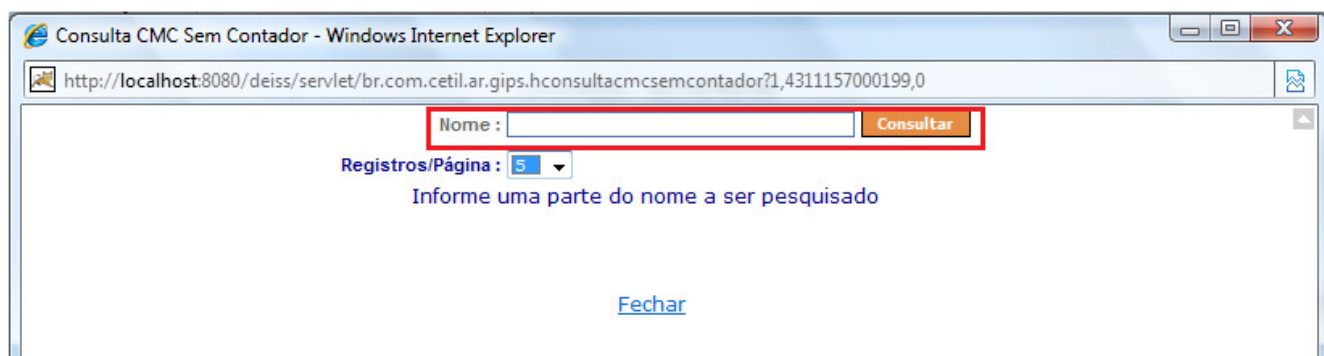 Consulta CMC Sem Contador - Windows Internet Explorer
http://localhost:8080/deiss/servlet/br.com.cetil.ar.gips.hconsultacmcsemcontador?1,4311157000199,0
Nome : Consultar
Registros/Página : 5
Informe uma parte do nome a ser pesquisado
Fechar